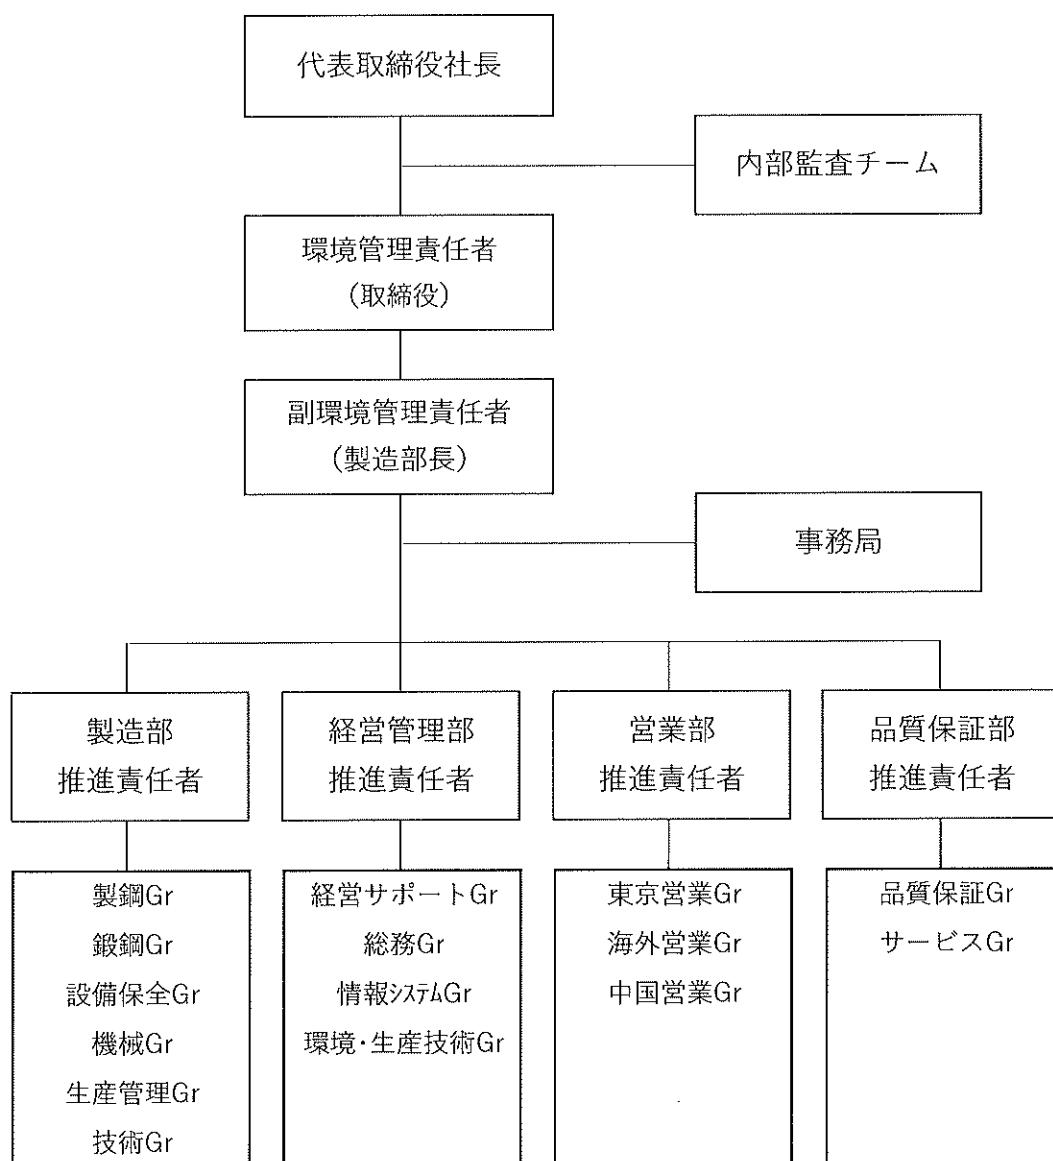 代表取締役社長
内部監査チーム
環境管理責任者
(取締役)
副環境管理責任者
(製造部長)
事務局
製造部
推進責任者
経営管理部
推進責任者
営業部
推進責任者
品質保証部
推進責任者
製鋼Gr
鍛鋼Gr
設備保全Gr
機械Gr
生産管理Gr
技術Gr
経営サポートGr
総務Gr
情報システムGr
環境・生産技術Gr
東京営業Gr
海外営業Gr
中国営業Gr
品質保証Gr
サービスGr